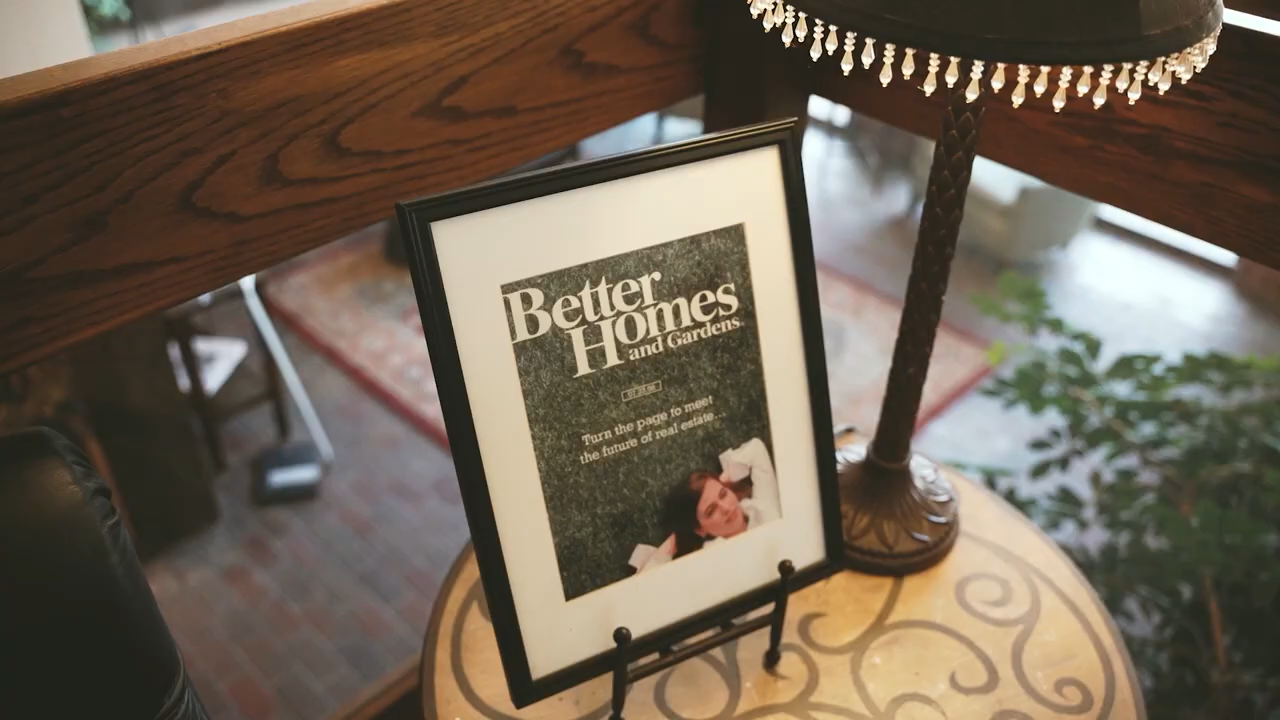 Better
Homes
and Gardens
Turn the page to meet
the future of real estate...